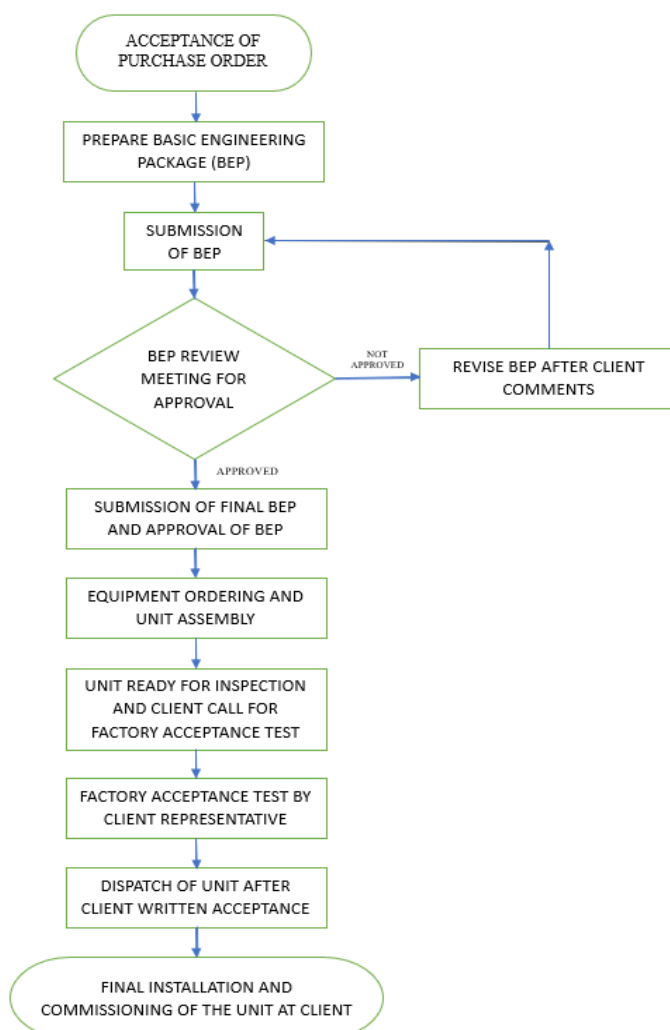 ACCEPTANCE OF
PURCHASE ORDER
PREPARE BASIC ENGINEERING
PACKAGE (BEP)
SUBMISSION
OF BEP
BEP REVIEW
MEETING FOR
APPROVAL
NOT
APPROVED
REVISE BEP AFTER CLIENT
COMMENTS
APPROVED
SUBMISSION OF FINAL BEP
AND APPROVAL OF BEP
EQUIPMENT ORDERING AND
UNIT ASSEMBLY
UNIT READY FOR INSPECTION
AND CLIENT CALL FOR
FACTORY ACCEPTANCE TEST
FACTORY ACCEPTANCE TEST BY
CLIENT REPRESENTATIVE
DISPATCH OF UNIT AFTER
CLIENT WRITTEN ACCEPTANCE
FINAL INSTALLATION AND
COMMISSIONING OF THE UNIT AT CLIENT